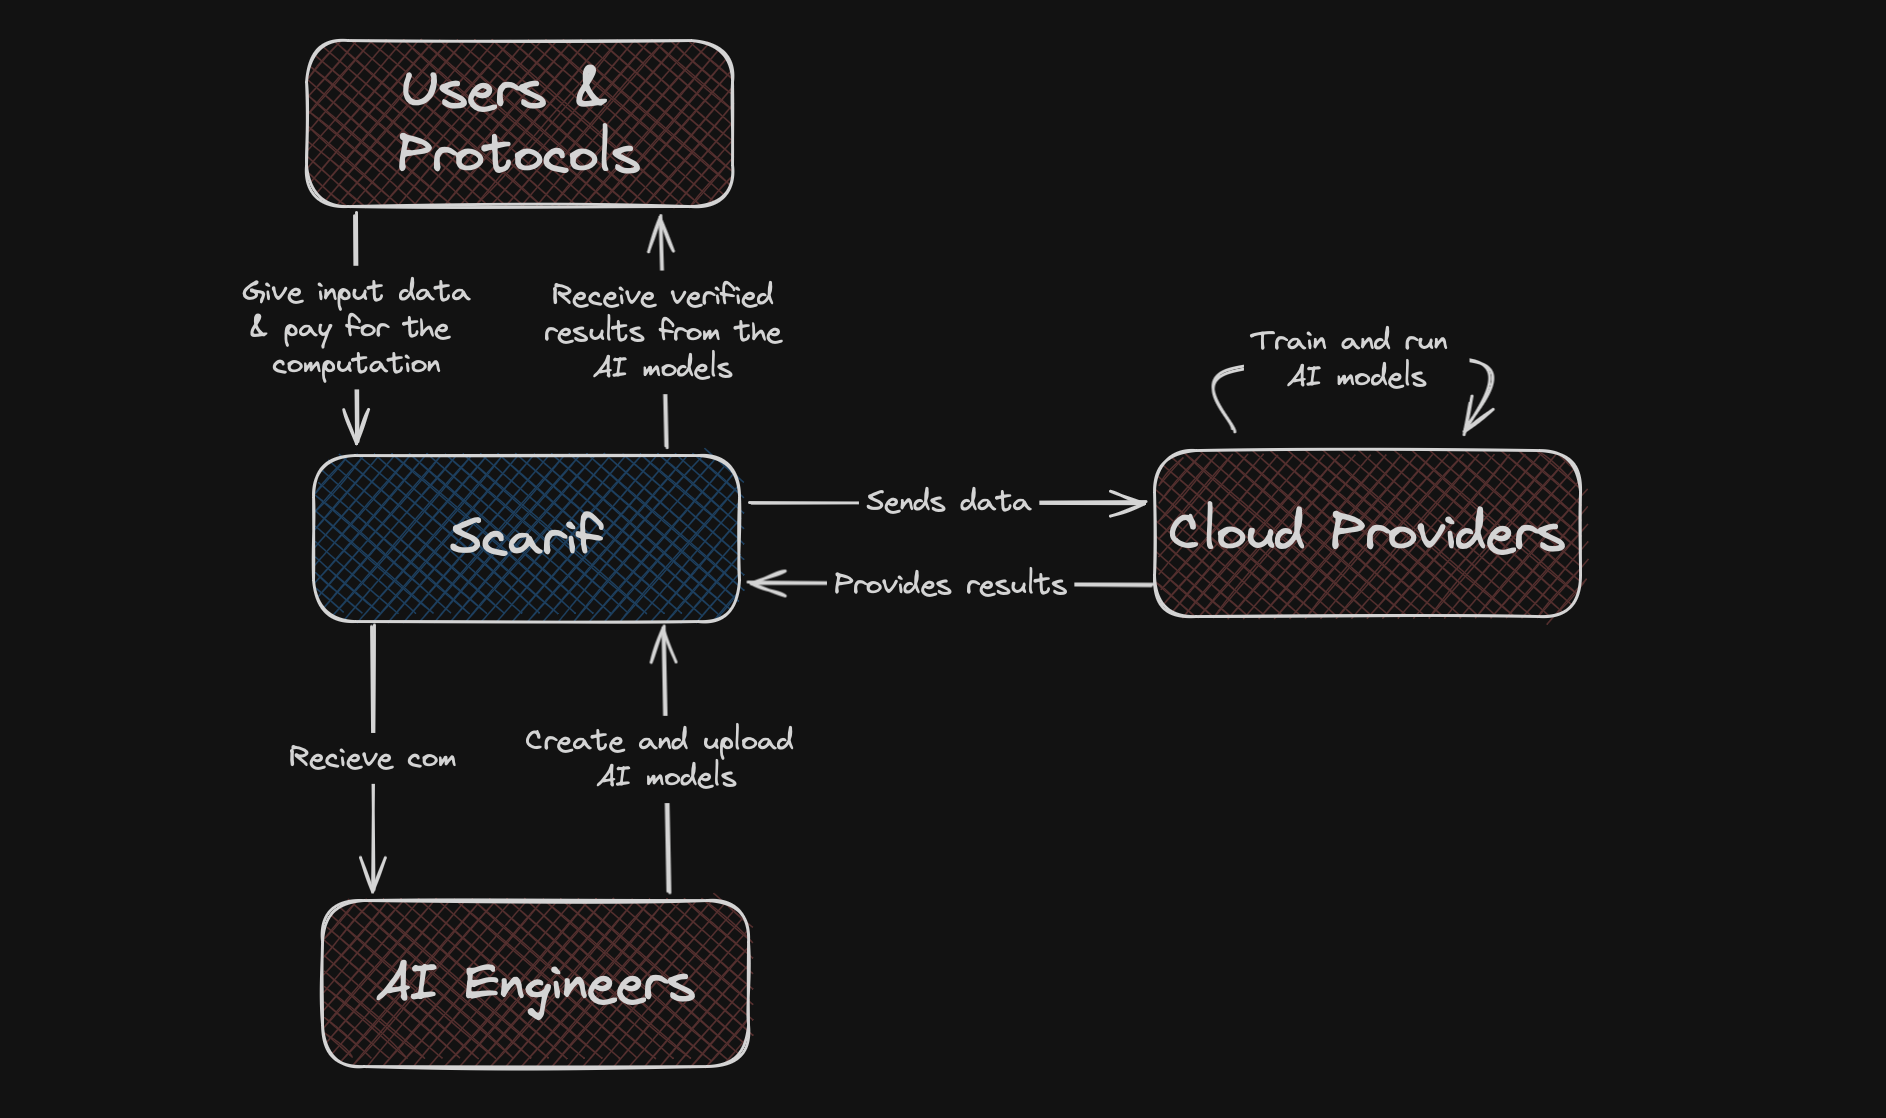 Users &
Protocols
Give input data
& pay for the
computation
Receive verified
results from the
AI models
Train and run
AI models
Scarif
Sends data
Cloud Providers
Provides results
Recieve com
Create and upload
AI models
AI Engineers